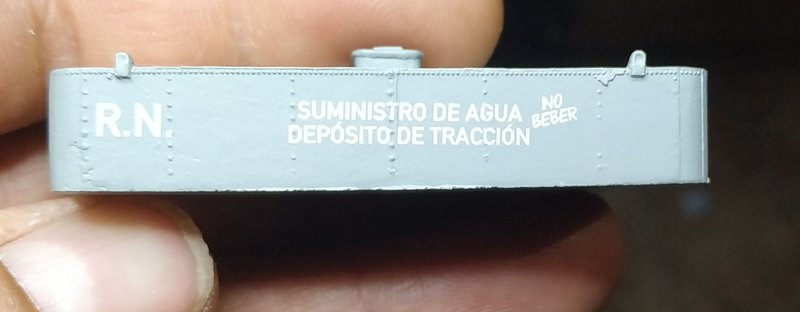 R.N.
SUMINISTRO DE AGUA
DEPÓSITO DE TRACCIÓN
NO
BEBER